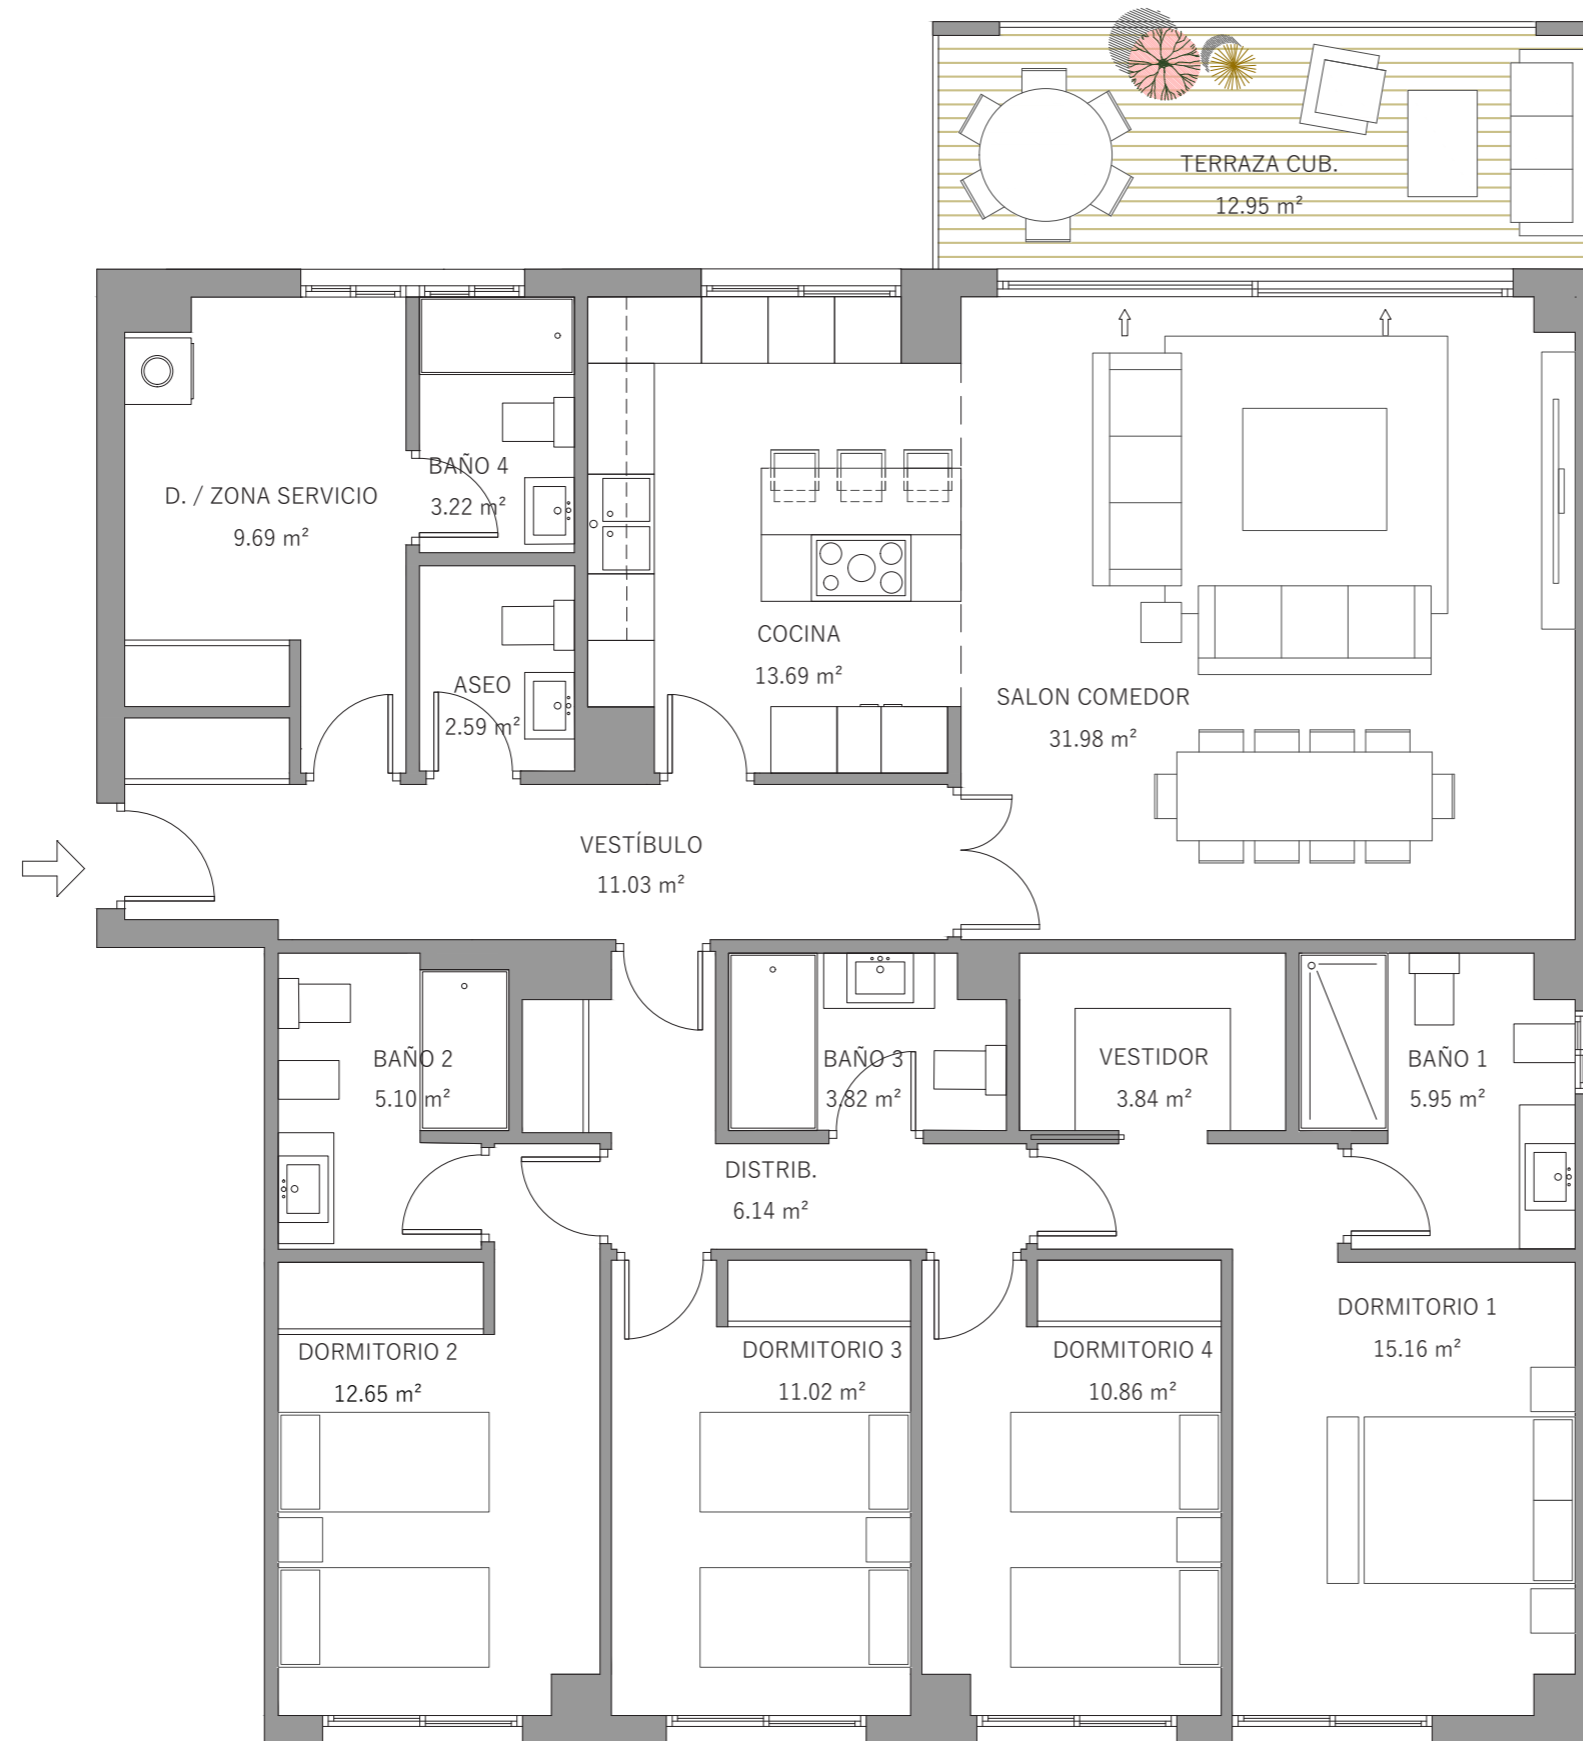 TERRAZA CUB.
12.95 m²
D. / ZONA SERVICIO
9.69 m²
BAÑO 4
3.22 m²
ASEO
2.59 m²
COCINA
13.69 m²
SALON COMEDOR
31.98 m²
VESTÍBULO
11.03 m²
BAÑO 2
5.10 m²
BAÑO 3
3.82 m²
VESTIDOR
3.84 m²
BAÑO 1
5.95 m²
DISTRIB.
6.14 m²
DORMITORIO 2
12.65 m²
DORMITORIO 3
11.02 m²
DORMITORIO 4
10.86 m²
DORMITORIO 1
15.16 m²